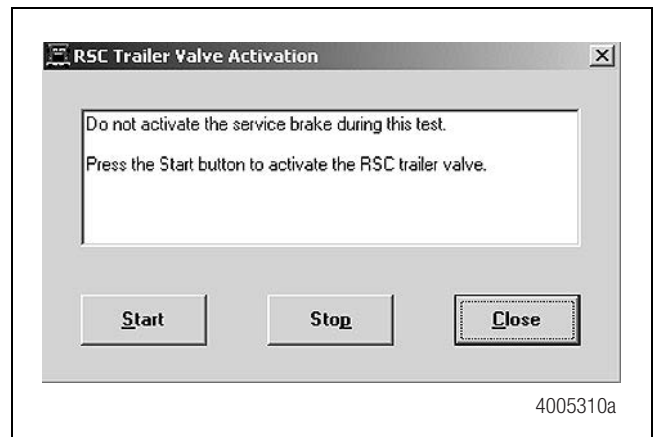 RSC Trailer Valve Activation
Do not activate the service brake during this test.
Press the Start button to activate the RSC trailer valve.
Start Stop Close
4005310a